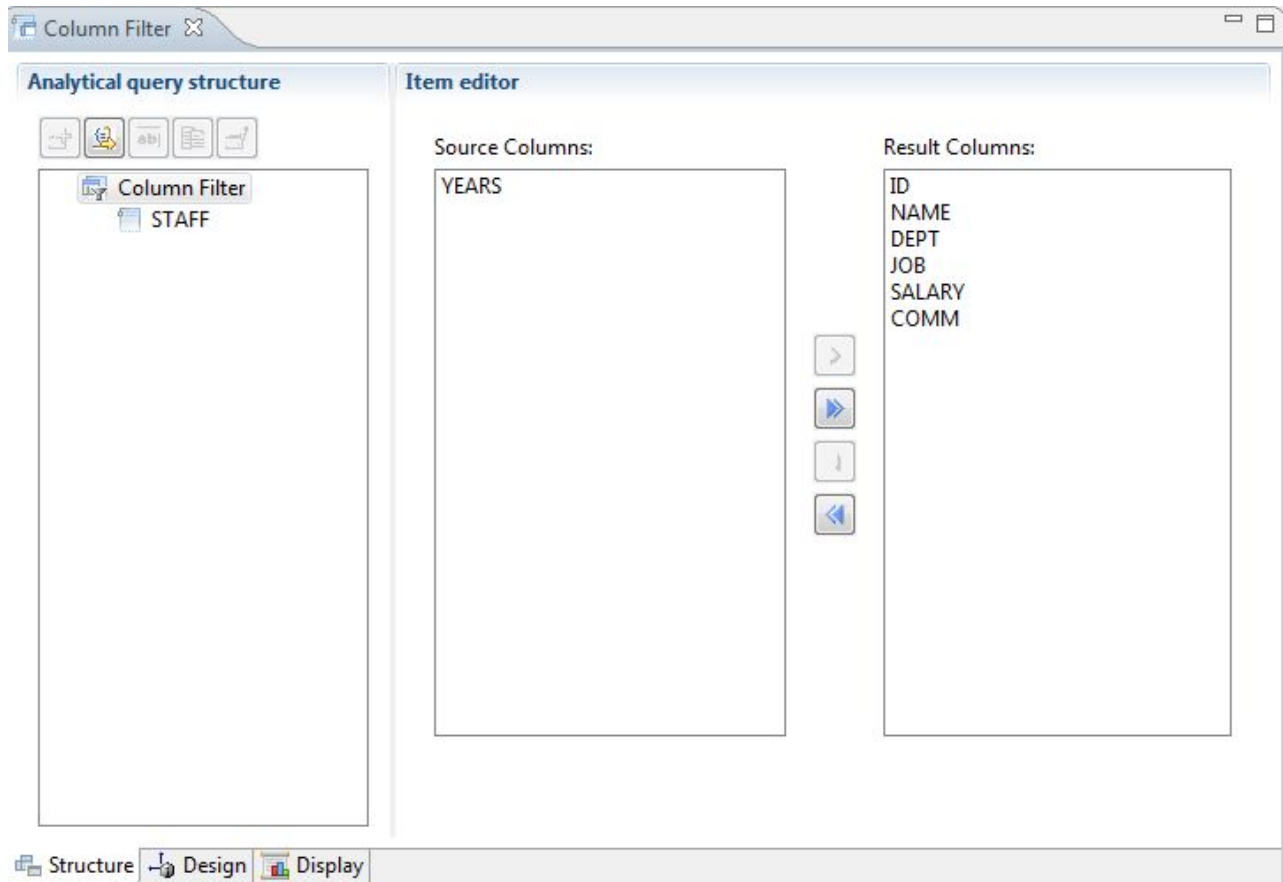 Column Filter
Analytical query structure
Item editor
ab|
Column Filter
STAFF
Source Columns:
YEARS
Result Columns:
ID
NAME
DEPT
JOB
SALARY
COMM
Structure
Design
Display